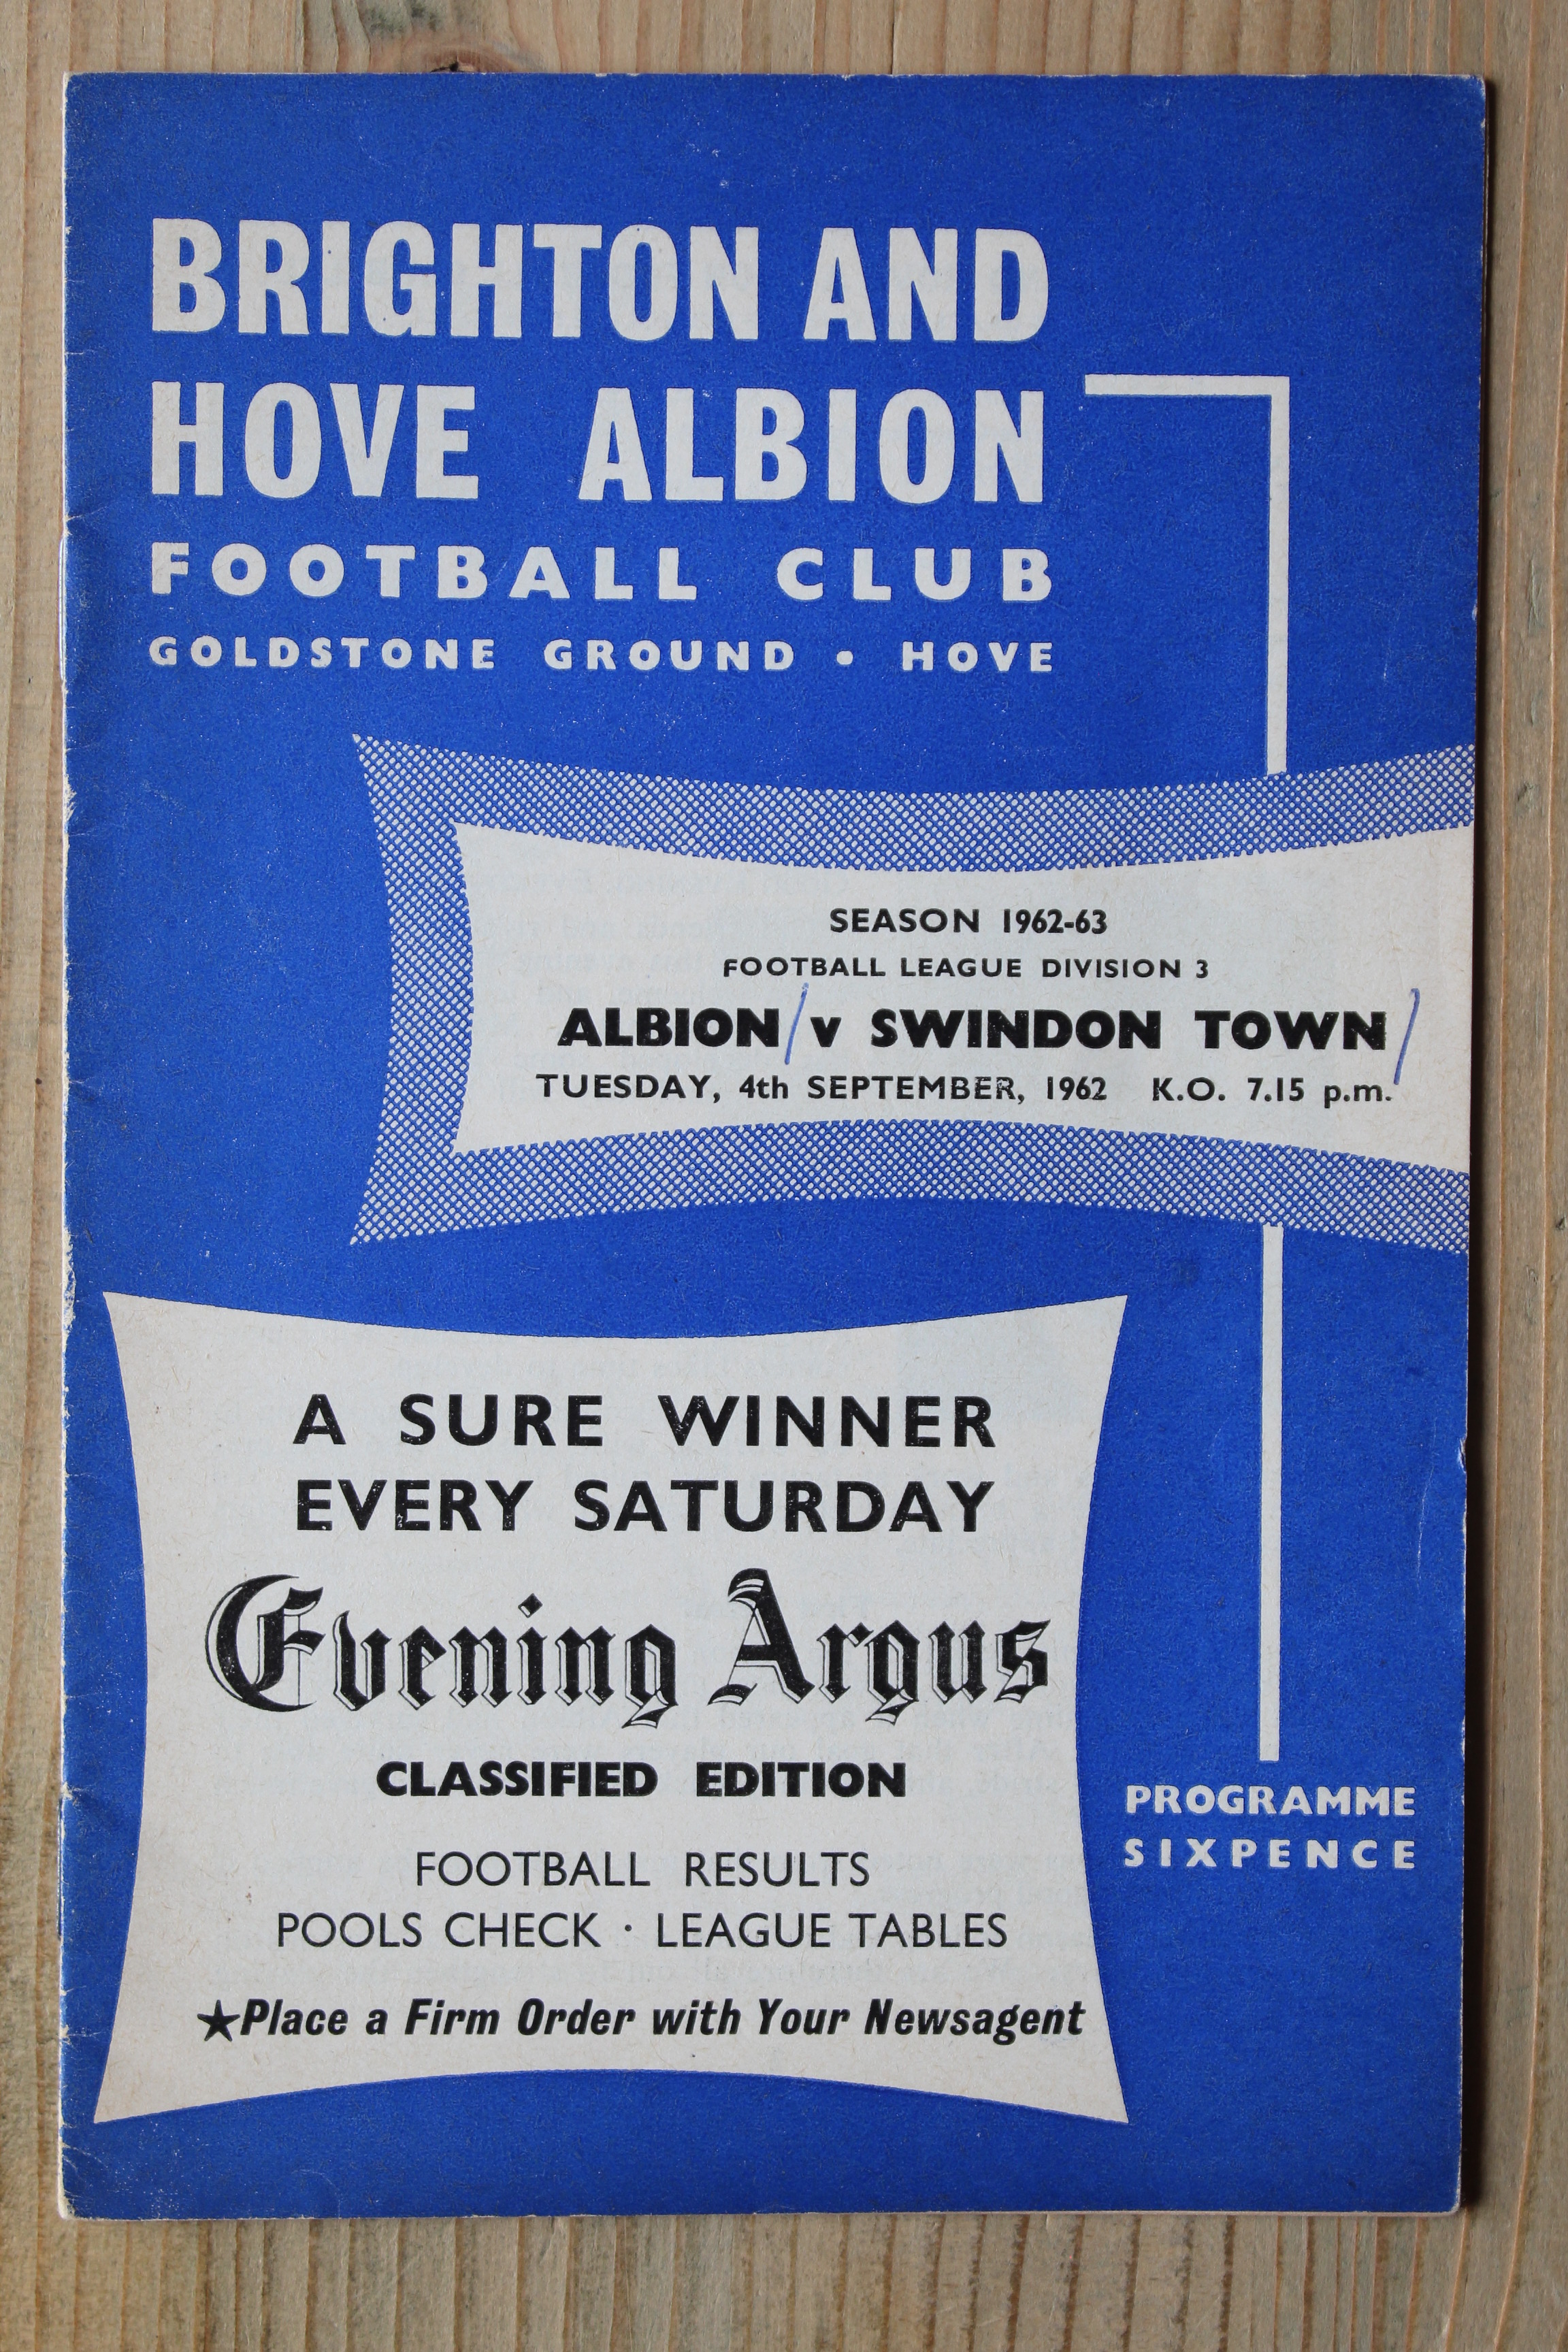 BRIGHTON AND
HOVE ALBION
FOOTBALL CLUB
GOLDSTONE GROUND · HOVE
SEASON 1962-63
FOOTBALL LEAGUE DIVISION 3
ALBION / v SWINDON TOWN /
TUESDAY, 4th SEPTEMBER, 1962 K.O. 7.15 p.m.
A SURE WINNER
EVERY SATURDAY
Evening Argus
CLASSIFIED EDITION
FOOTBALL RESULTS
POOLS CHECK · LEAGUE TABLES
★Place a Firm Order with Your Newsagent
PROGRAMME
SIXPENCE